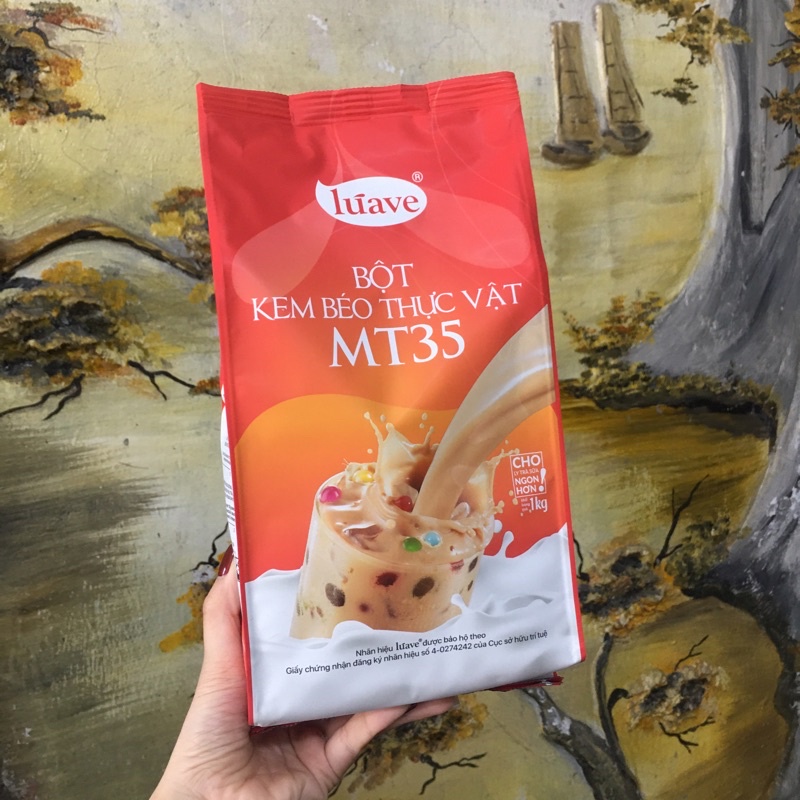 lúave®
BỘT
KEM BÉO THỰC VẬT
MT35
CHO
LY TRÀ SỮA
NGON
HƠN!
1kg
Nhãn hiệu lúave® được bảo hộ theo
Giấy chứng nhận đăng ký nhãn hiệu số 4-0274242 của Cục sở hữu trí tuệ